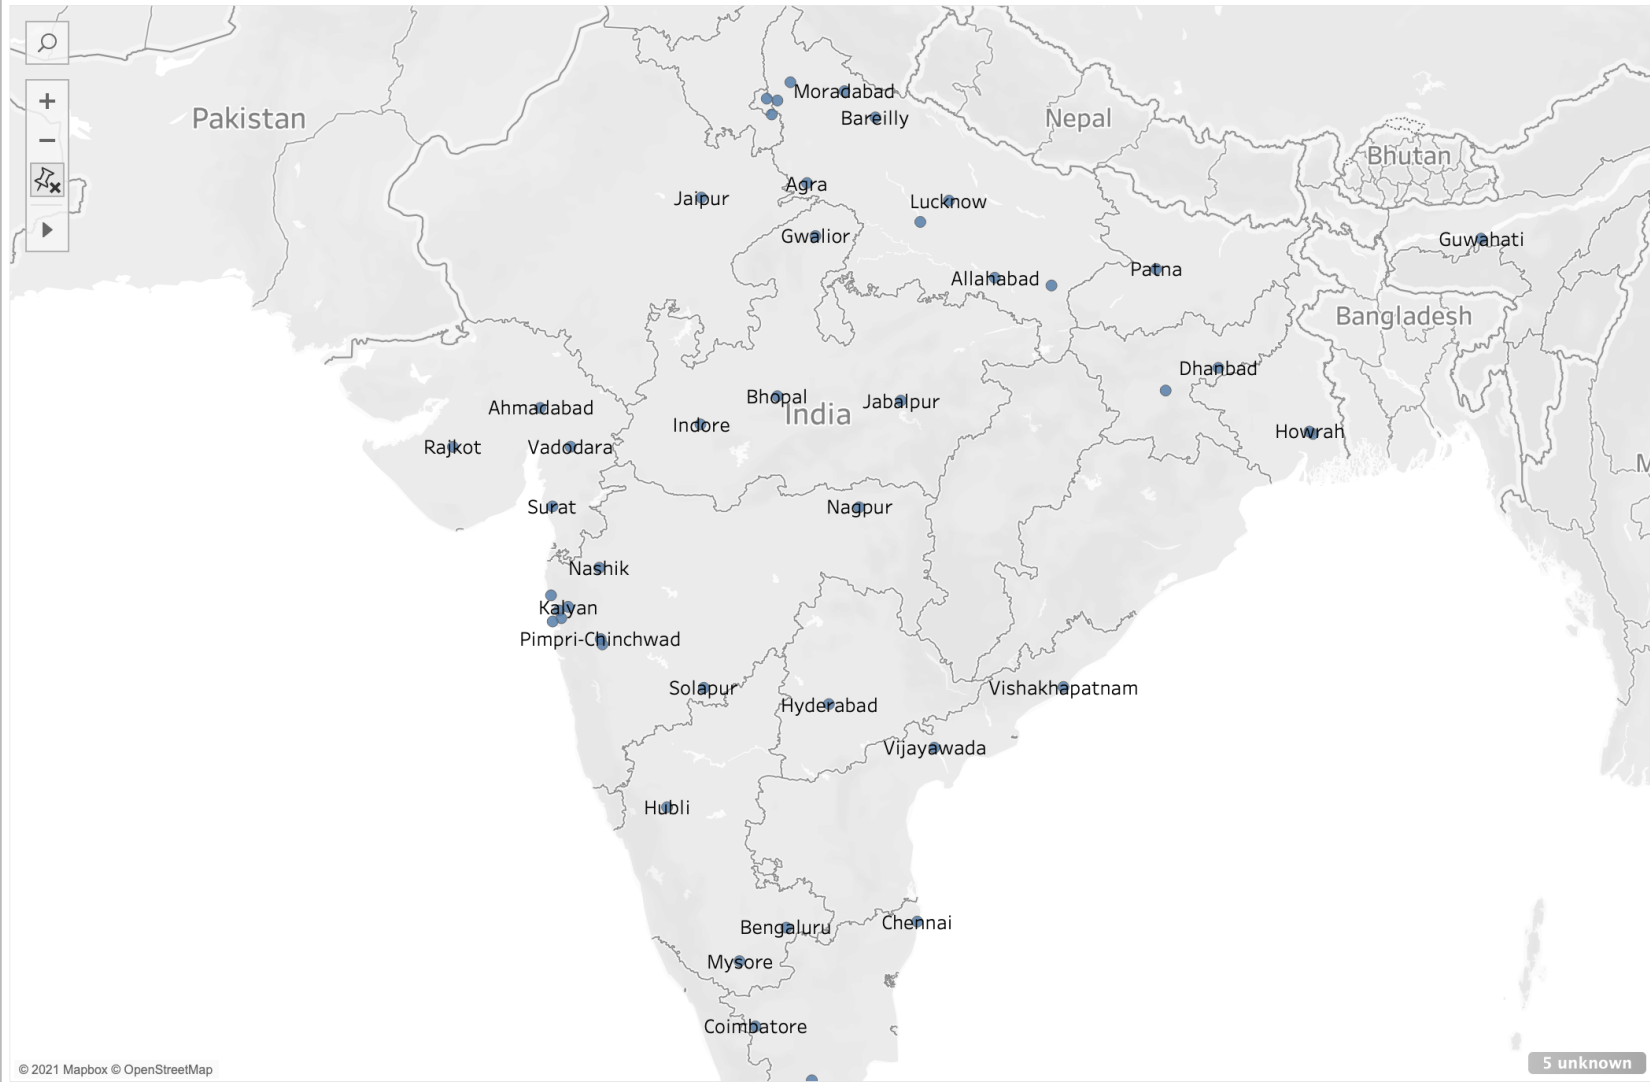 Moradabad
Pakistan
Nepal
Bareilly
Bhutan
Agra
Jaipur
Lucknow
Gwalior
Guwahati
Patna
Allahabad
Bangladesh
Dhanbad
Bhopal
Jabalpur
Ahmadabad
India
Indore
Howrah
Rajkot
Vadodara
M
Surat
Nagpur
Nashik
Kalyan
Pimpri-Chinchwad
Solapur
Vishakhapatnam
Hyderabad
Vijayawada
Hubli
Chennai
Bengaluru
Mysore
Coimbatore
5 unknown
© 2021 Mapbox © OpenStreetMap